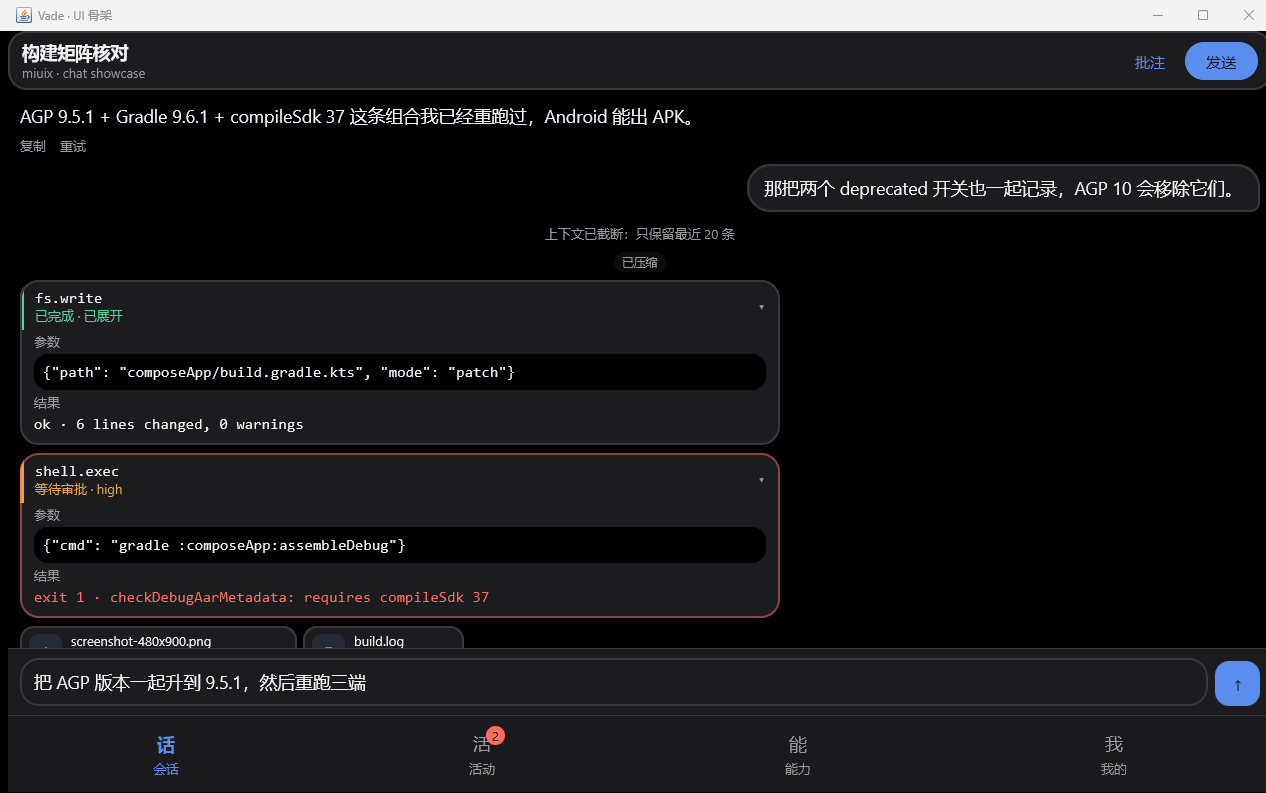 Vade · UI 骨架
构建矩阵核对
miuix · chat showcase
批注
发送
AGP 9.5.1 + Gradle 9.6.1 + compileSdk 37 这条组合我已经重跑过，Android 能出 APK。
复制 重试
那把两个 deprecated 开关也一起记录，AGP 10 会移除它们。
上下文已截断：只保留最近 20 条
已压缩
fs.write
已完成 · 已展开
参数
{"path": "composeApp/build.gradle.kts", "mode": "patch"}
结果
ok · 6 lines changed, 0 warnings
shell.exec
等待审批 · high
参数
{"cmd": "gradle :composeApp:assembleDebug"}
结果
exit 1 · checkDebugAarMetadata: requires compileSdk 37
screenshot-480x900.png
build.log
把 AGP 版本一起升到 9.5.1，然后重跑三端
↑
话
会话
活
2
活动
能
能力
我
我的